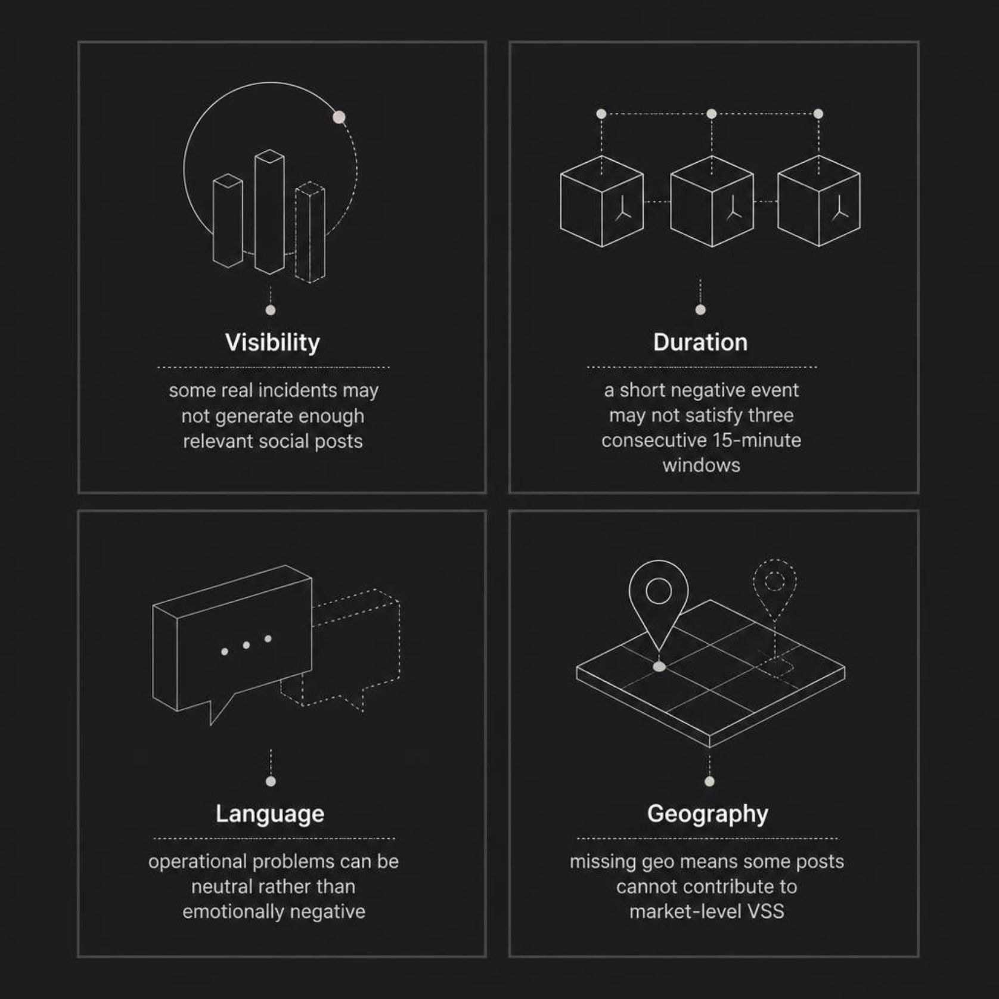 Visibility
some real incidents may
not generate enough
relevant social posts
Duration
a short negative event
may not satisfy three
consecutive 15-minute
windows
Language
operational problems can be
neutral rather than
emotionally negative
Geography
missing geo means some posts
cannot contribute to
market-level VSS